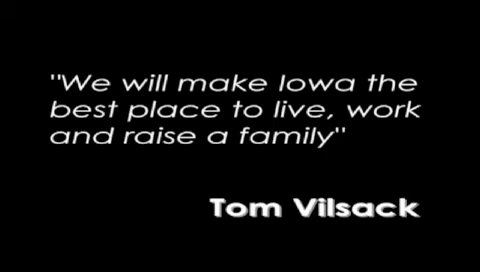 "We will make Iowa the
best place to live, work
and raise a family"
Tom Vilsack